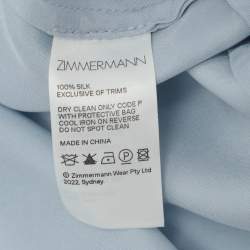 ZIMMERMANN
100% SILK
EXCLUSIVE OF TRIMS
DRY CLEAN ONLY CODE P
WITH PROTECTIVE BAG
COOL IRON ON REVERSE
DO NOT SPOT CLEAN
MADE IN CHINA
P
© Zimmermann Wear Pty Ltd
2022, Sydney